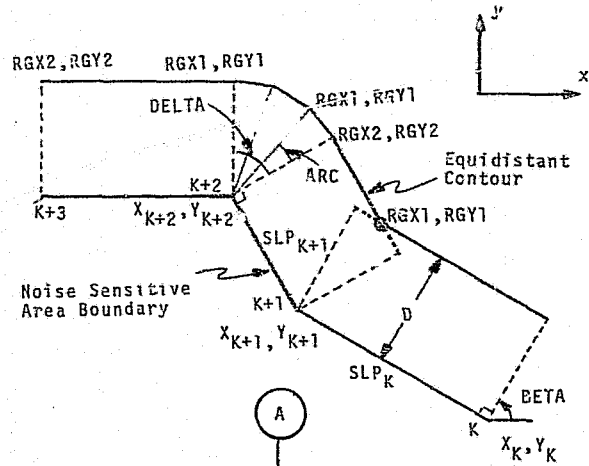 y
x
RGX2,RGY2
RGX1,RGY1
DELTA
RGX1,RGY1
RGX2,RGY2
ARC
Equidistant
Contour
K+2
K+3
X_{K+2}, Y_{K+2}
RGX1,RGY1
SLP_{K+1}
Noise Sensitive
Area Boundary
K+1
X_{K+1}, Y_{K+1}
D
SLP_K
BETA
K
X_K, Y_K
A